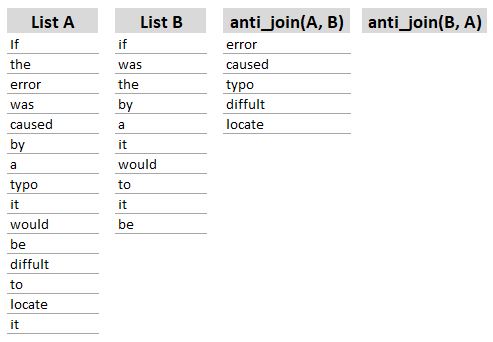 List A List B anti_join(A, B) anti_join(B, A)
If if error
the was caused
error the typo
was by diffult
caused a locate
by it
a would
typo to
it it
would be
be
diffult
to
locate
it